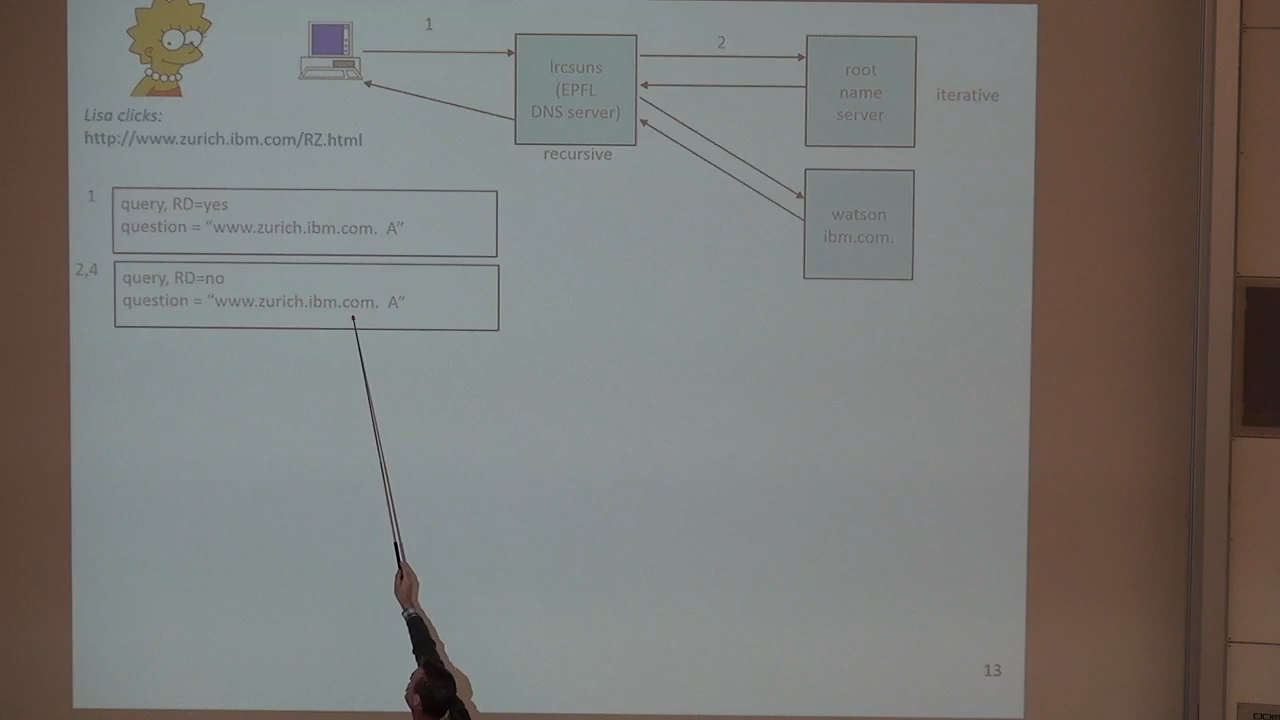 1
2
lrcsuns
(EPFL
DNS server)
recursive
root
name
server
iterative
Lisa clicks:
http://www.zurich.ibm.com/RZ.html
watson
ibm.com.
1
query, RD=yes
question = “www.zurich.ibm.com.  A”
2,4
query, RD=no
question = “www.zurich.ibm.com.  A”
13